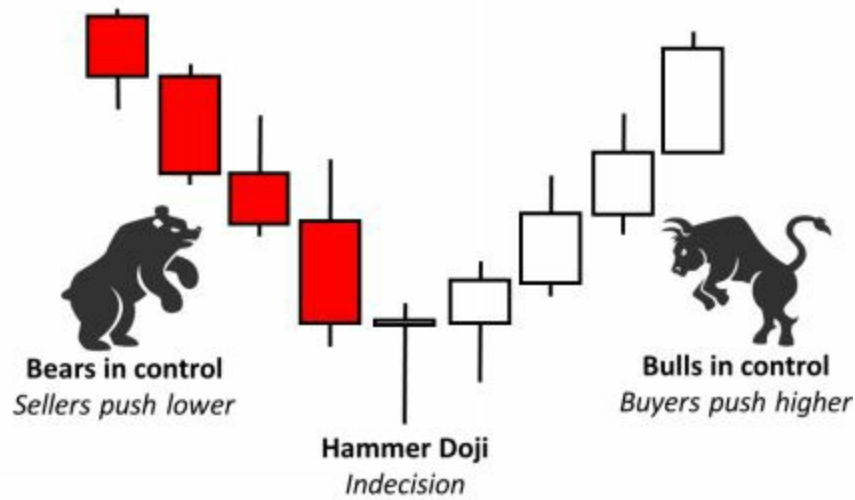 Bears in control
Sellers push lower
Bulls in control
Buyers push higher
Hammer Doji
Indecision